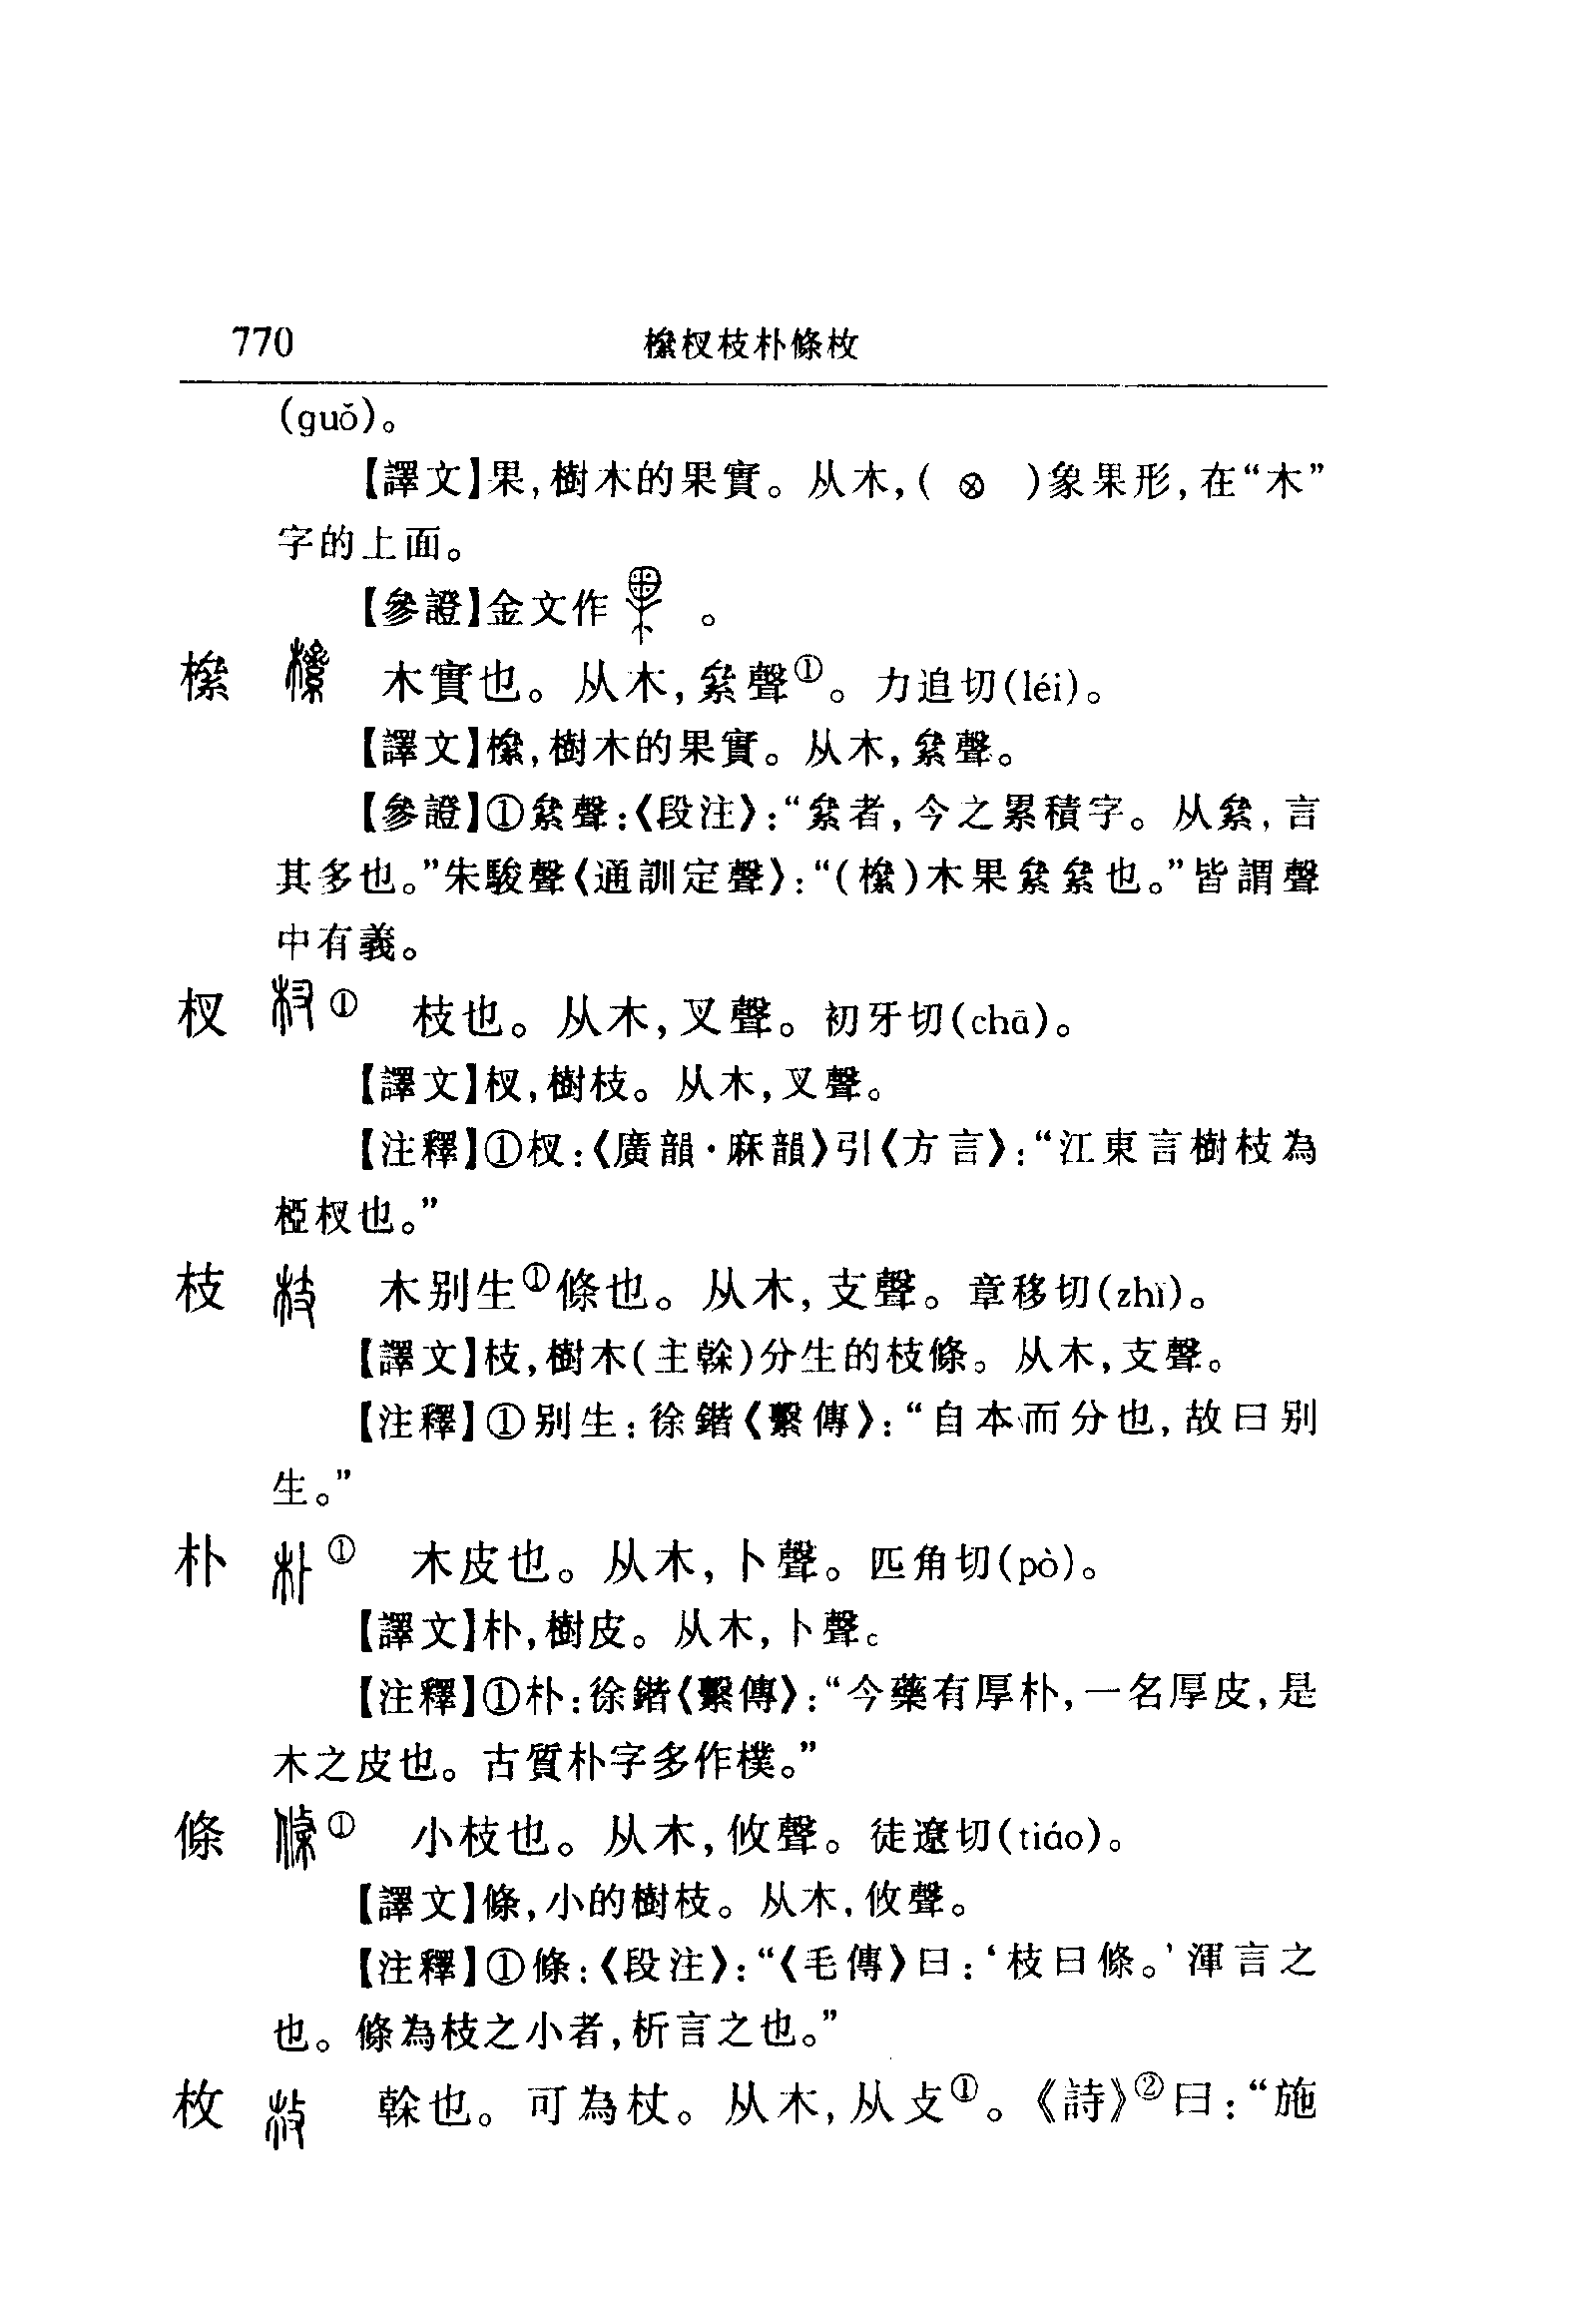 770 欙杈枝朴條枚
(guǒ)。
【譯文】果,樹木的果實。从木,( ⊗ )象果形,在“木”
字的上面。
【參證】金文作 。
木實也。从木,絫聲①。力追切(léi)。
【譯文】樹木的果實。从木,絫聲。
【參證】①絫聲:《段注》:“絫者,今之累積字。从絫,言
其多也。”朱駿聲《通訓定聲》:“( )木果絫絫也。”皆謂聲
中有義。
杈 ① 枝也。从木,叉聲。初牙切(chā)。
【譯文】杈,樹枝。从木,叉聲。
【注釋】①杈:《廣韻·麻韻》引《方言》:“江東言樹枝為
椏杈也。”
枝 木别生①條也。从木,支聲。章移切(zhī)。
【譯文】枝,樹木(主榦)分生的枝條。从木,支聲。
【注釋】①别生:徐鍇《繫傳》:“自本而分也,故曰别
生。”
朴 ① 木皮也。从木,卜聲。匹角切(pò)。
【譯文】朴,樹皮。从木,卜聲。
【注釋】①朴:徐鍇《繫傳》:“今藥有厚朴,一名厚皮,是
木之皮也。古質朴字多作樸。”
條 ① 小枝也。从木,攸聲。徒遼切(tiáo)。
【譯文】條,小的樹枝。从木,攸聲。
【注釋】①條:《段注》:“《毛傳》曰:‘枝曰條。’渾言之
也。條為枝之小者,析言之也。”
枚 榦也。可為杖。从木,从攴①。《詩》②曰:“施